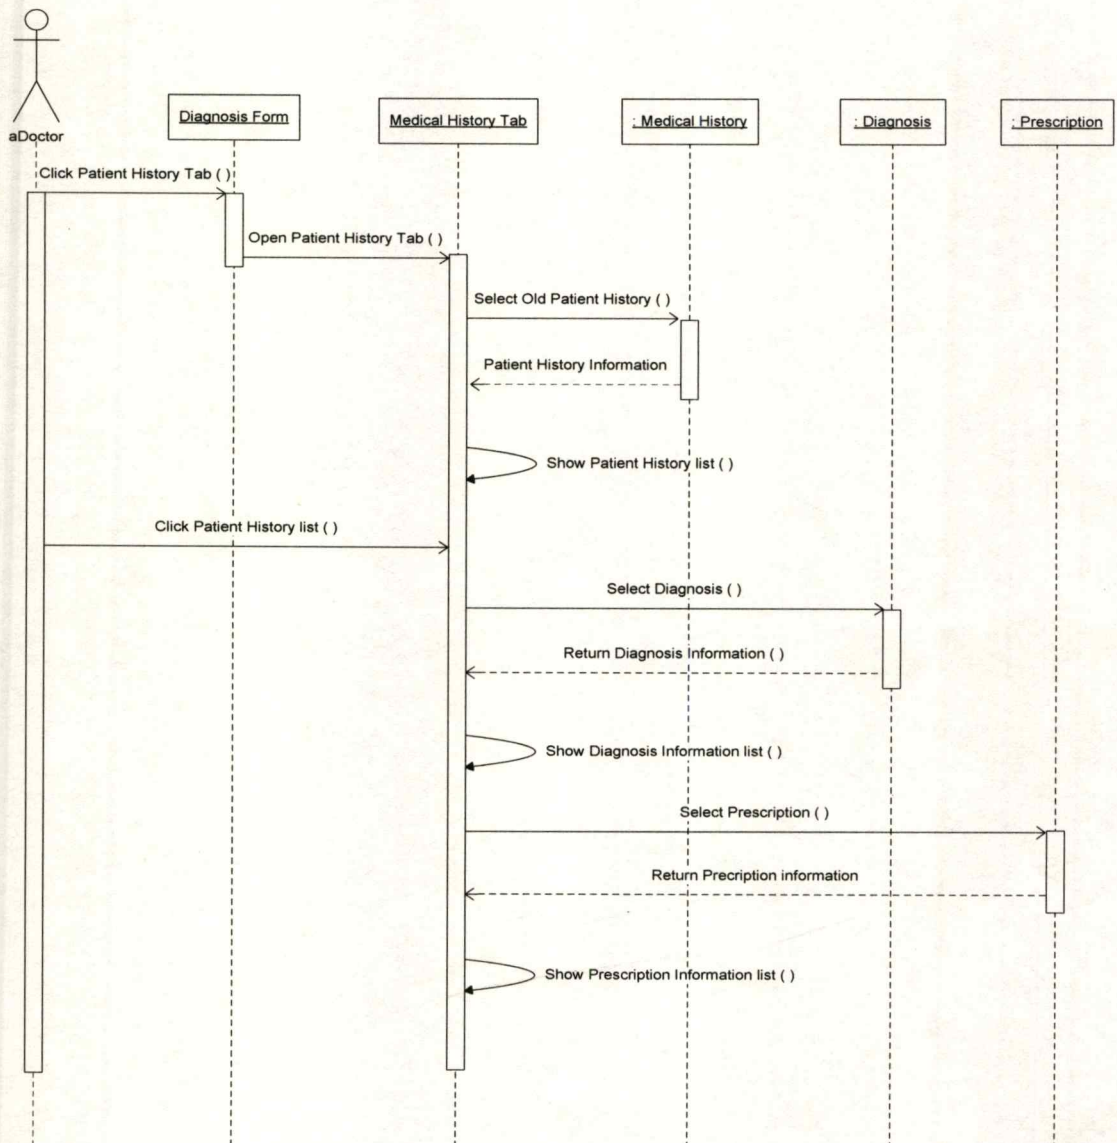 aDoctor
Diagnosis Form
Medical History Tab
: Medical History
: Diagnosis
: Prescription
Click Patient History Tab ( )
Open Patient History Tab ( )
Select Old Patient History ( )
Patient History Information
Show Patient History list ( )
Click Patient History list ( )
Select Diagnosis ( )
Return Diagnosis Information ( )
Show Diagnosis Information list ( )
Select Prescription ( )
Return Precription information
Show Prescription Information list ( )